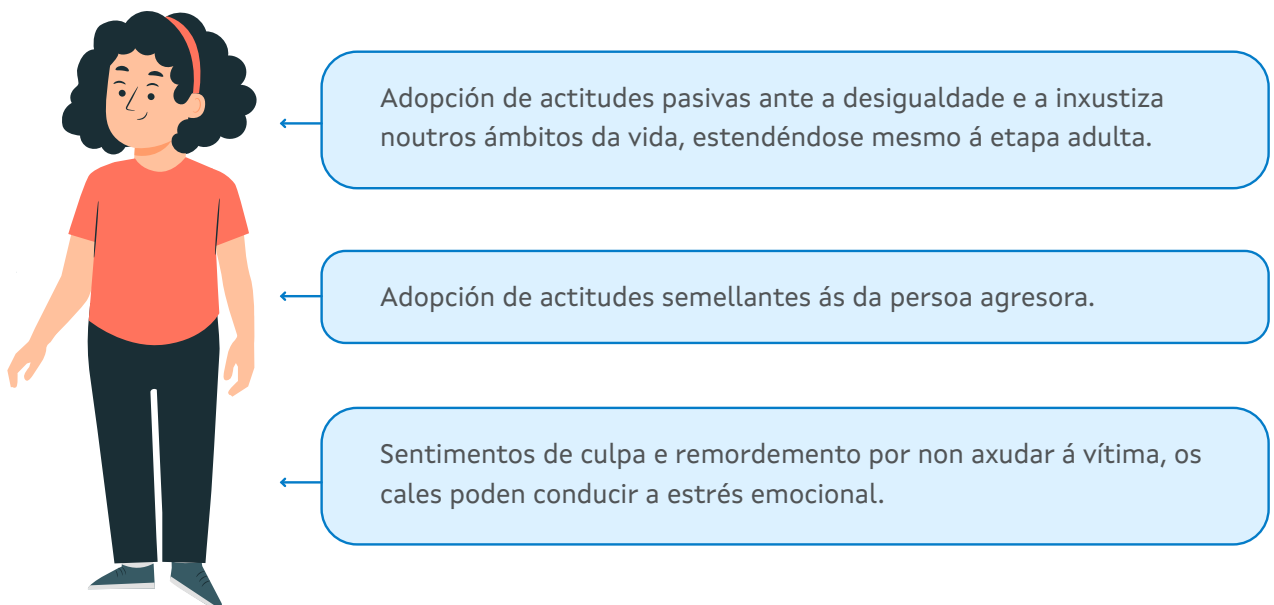 Adopción de actitudes pasivas ante a desigualdade e a inxustiza
noutros ámbitos da vida, estendéndose mesmo á etapa adulta.
Adopción de actitudes semellantes ás da persoa agresora.
Sentimentos de culpa e remordemento por non axudar á vítima, os
cales poden conducir a estrés emocional.